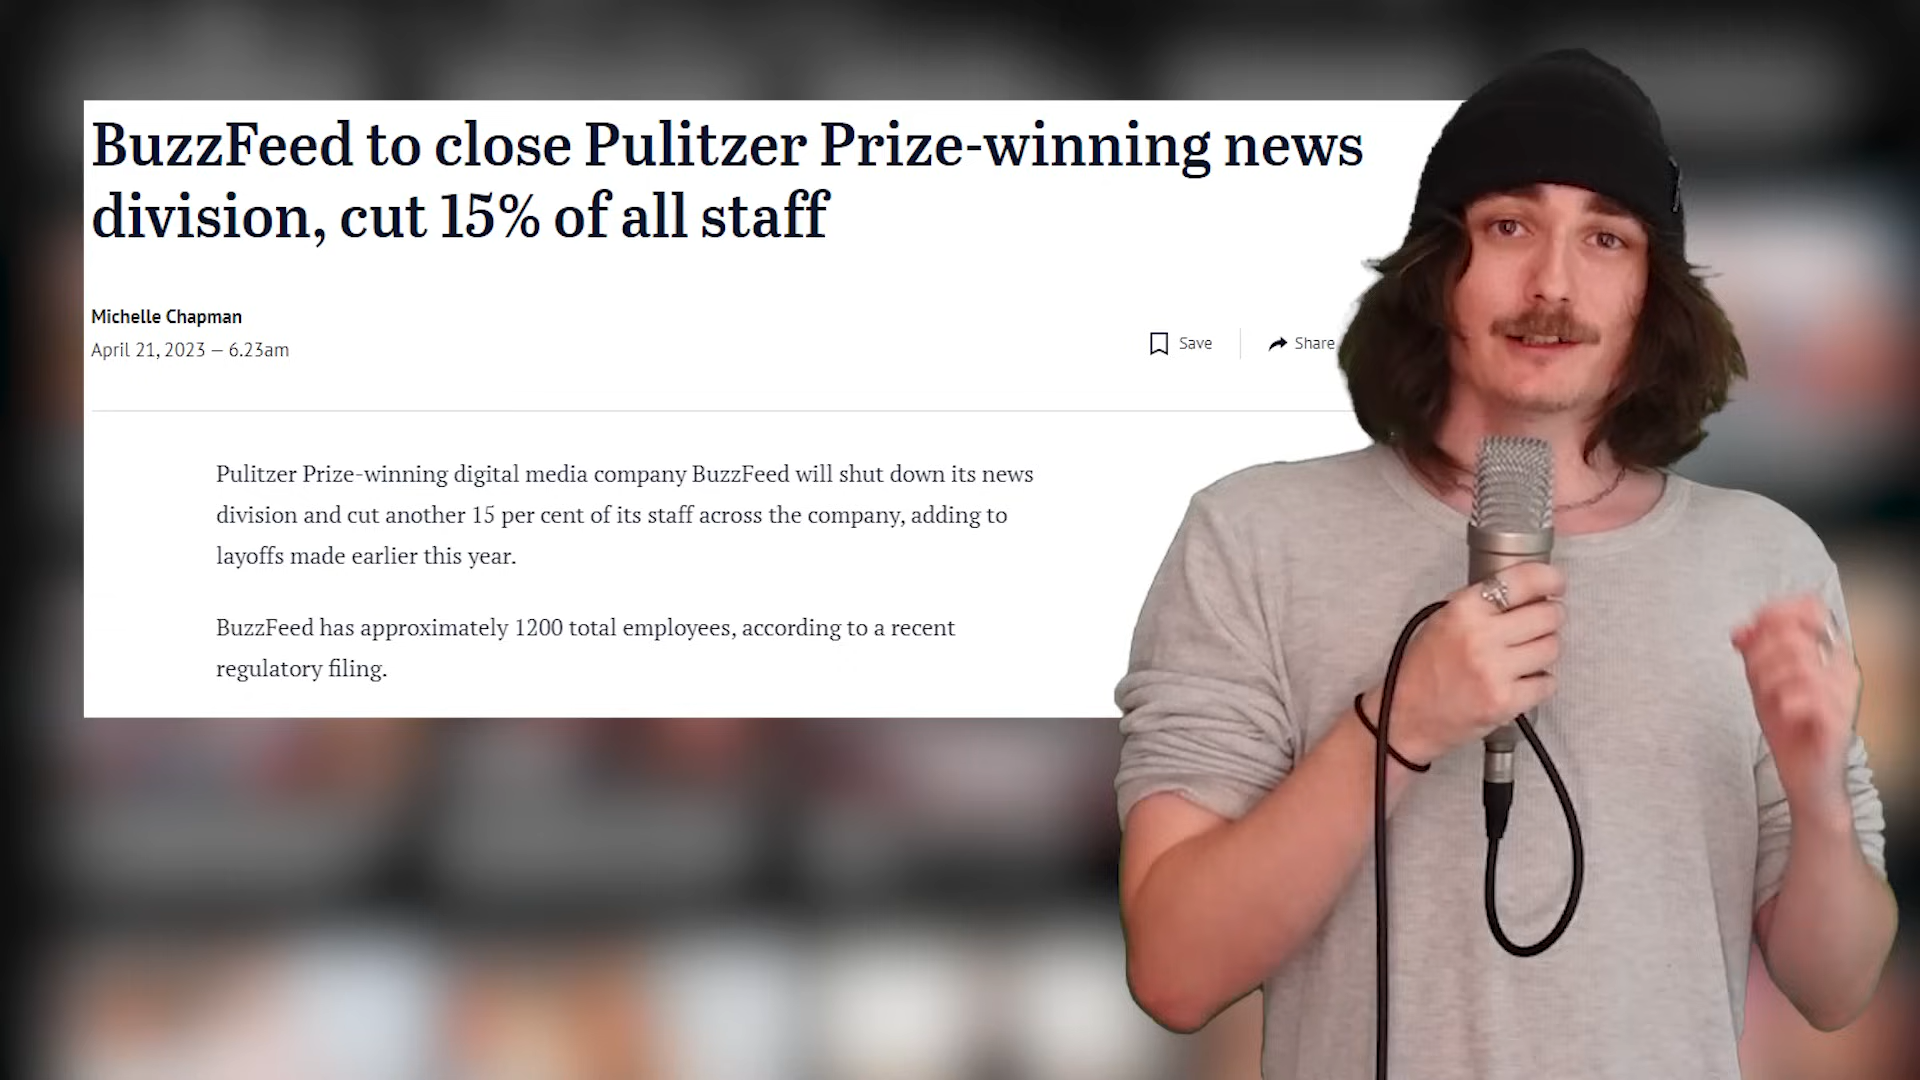 BuzzFeed to close Pulitzer Prize-winning news
division, cut 15% of all staff
Michelle Chapman
April 21, 2023 — 6.23am
Save
Share
Pulitzer Prize-winning digital media company BuzzFeed will shut down its news
division and cut another 15 per cent of its staff across the company, adding to
layoffs made earlier this year.
BuzzFeed has approximately 1200 total employees, according to a recent
regulatory filing.